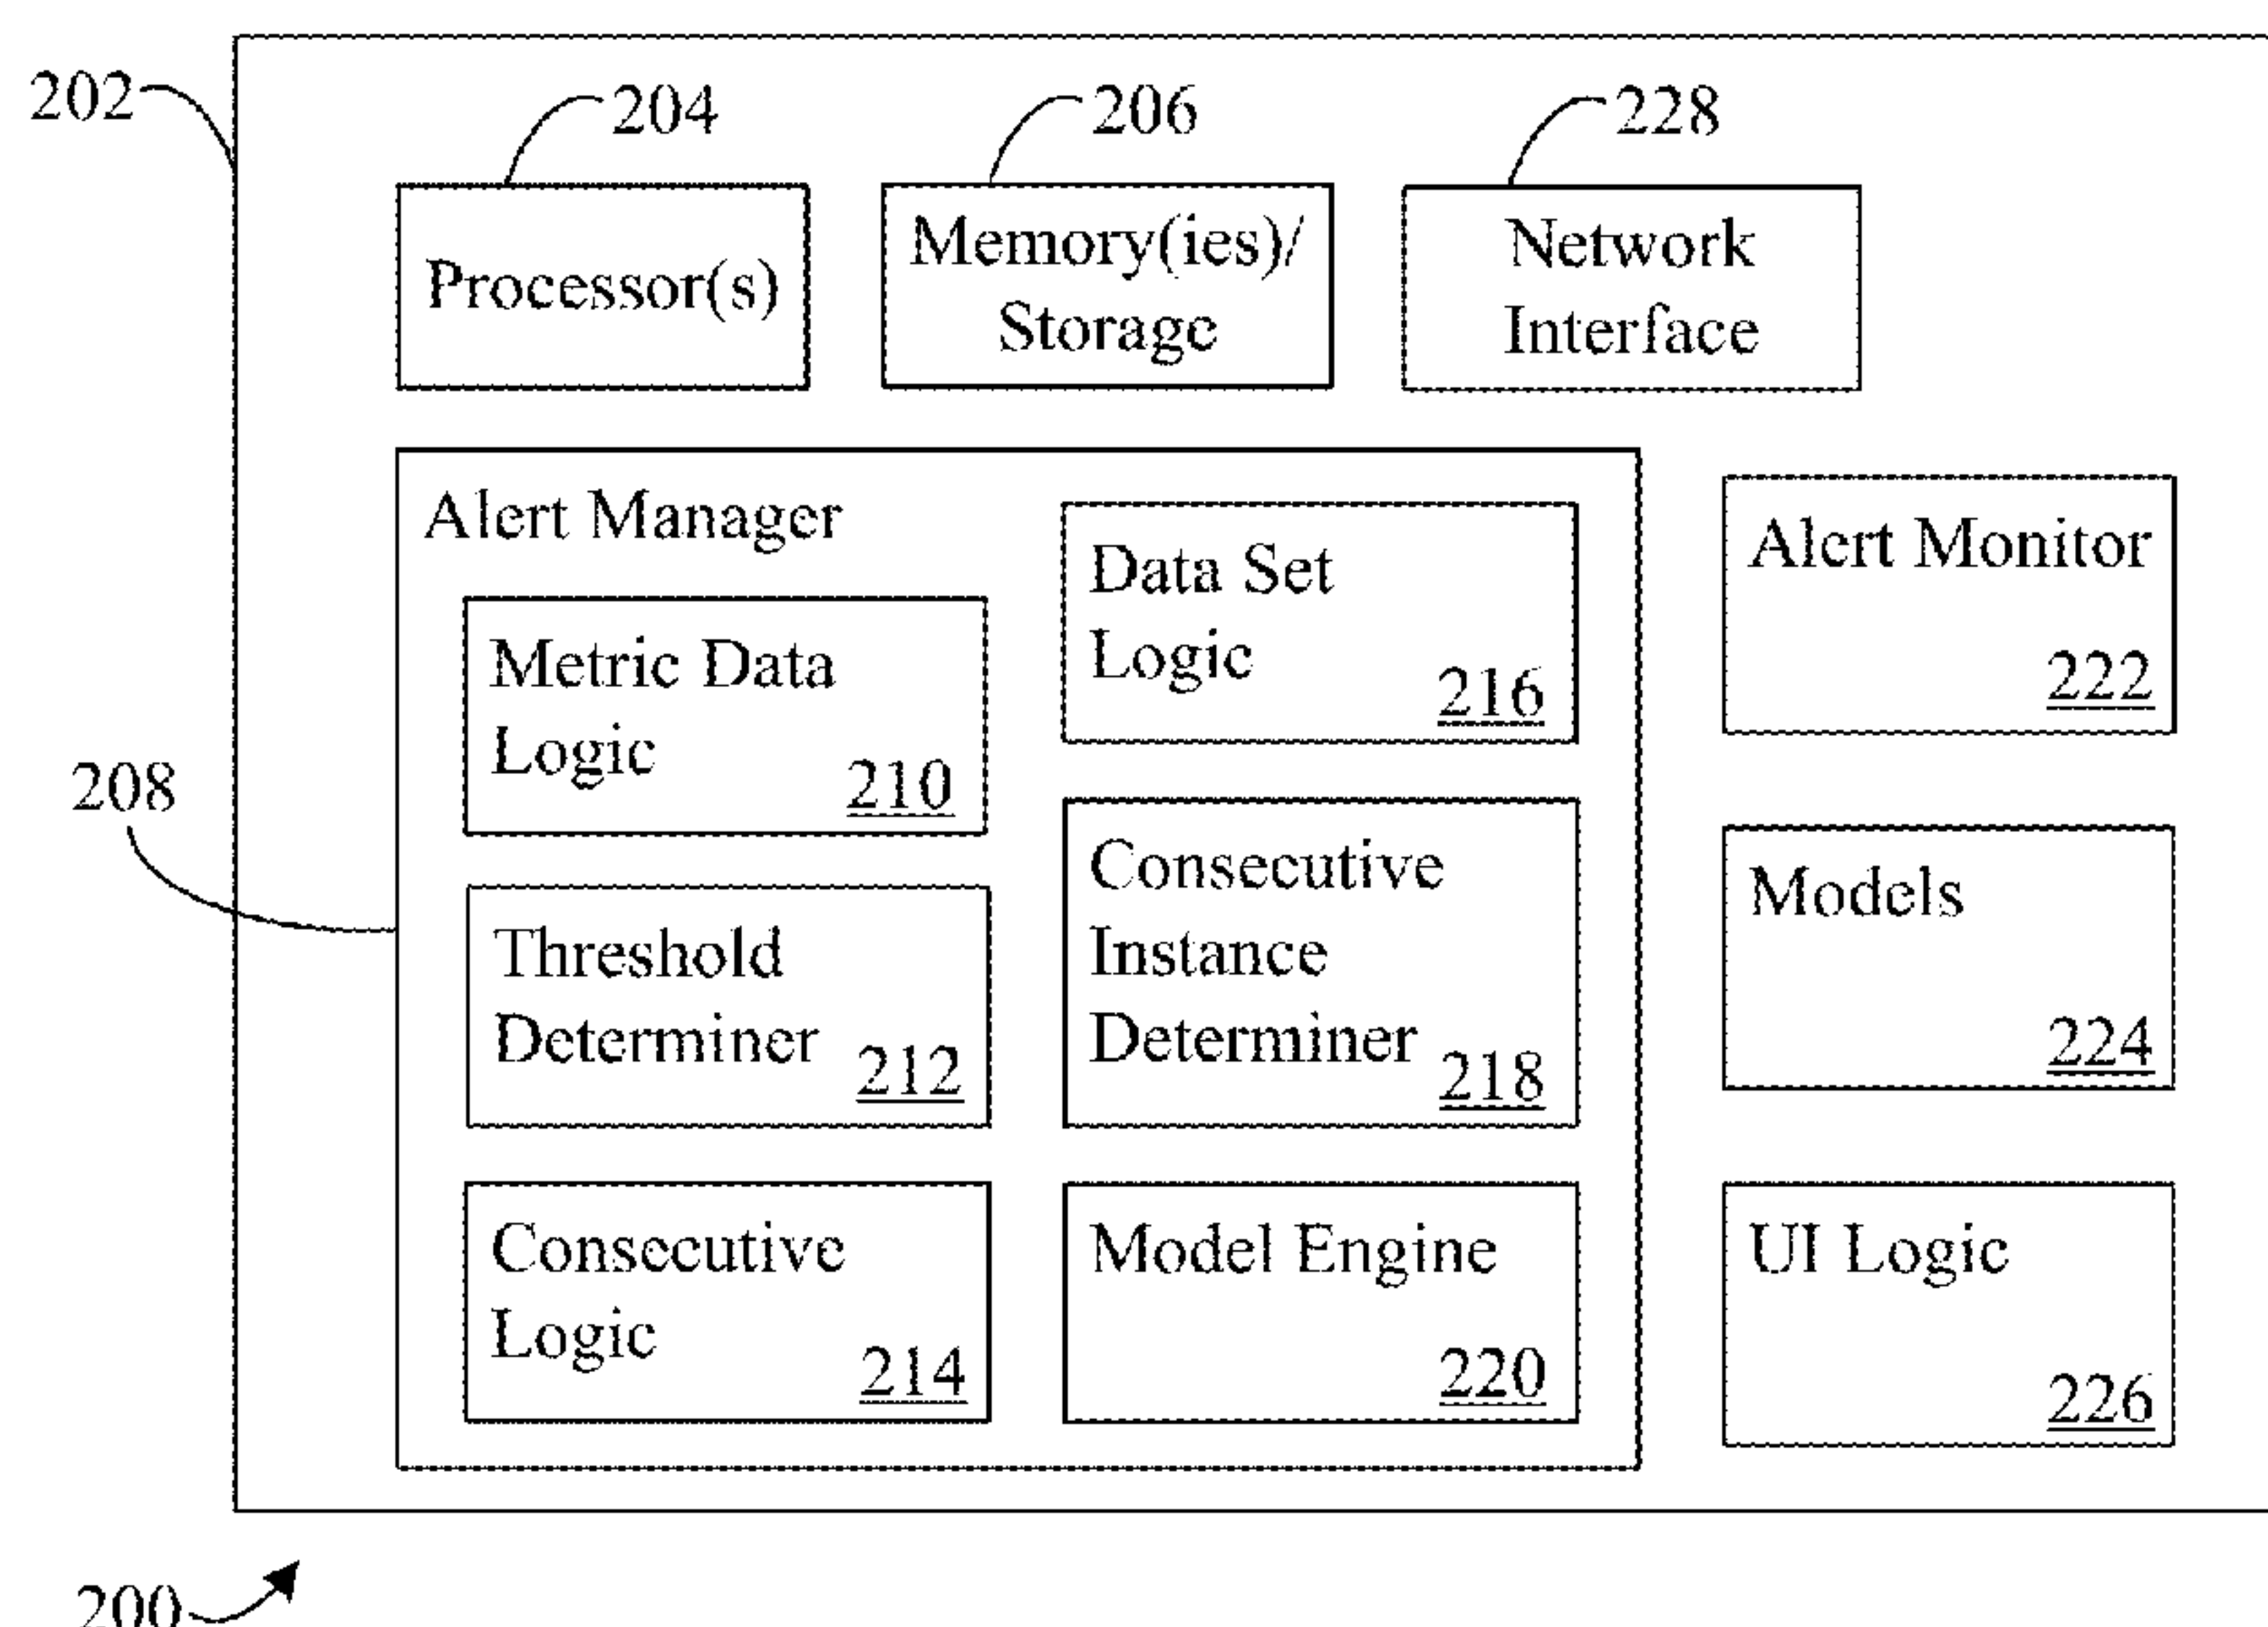 202
204
206
228
Processor(s)
Memory(ies)/
Storage
Network
Interface
208
Alert Manager
Metric Data
Logic
210
Threshold
Determiner
212
Consecutive
Logic
214
Data Set
Logic
216
Consecutive
Instance
Determiner
218
Model Engine
220
Alert Monitor
222
Models
224
UI Logic
226
200